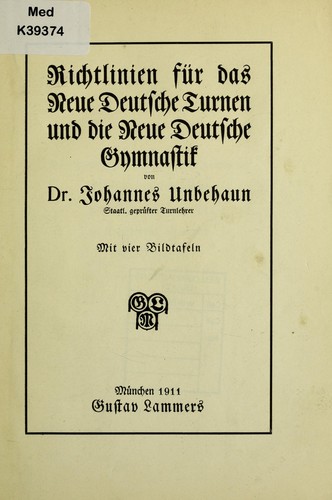 Med
K39374
Richtlinien für das
Neue Deutsche Turnen
und die Neue Deutsche
Gymnastik
von
Dr. Johannes Unbehaun
Staatl. geprüfter Turnlehrer
Mit vier Bildtafeln
G L
M
München 1911
Gustav Lammers